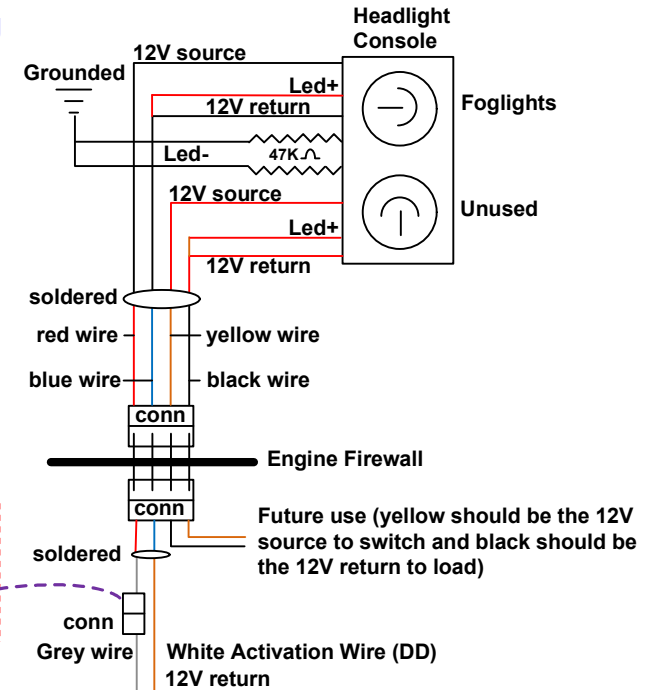 Headlight
Console
12V source
Grounded
Led+
12V return
Foglights
47K
Led-
12V source
Unused
Led+
12V return
soldered
red wire
yellow wire
blue wire
black wire
conn
Engine Firewall
conn
Future use (yellow should be the 12V
source to switch and black should be
the 12V return to load)
soldered
conn
Grey wire
White Activation Wire (DD)
12V return